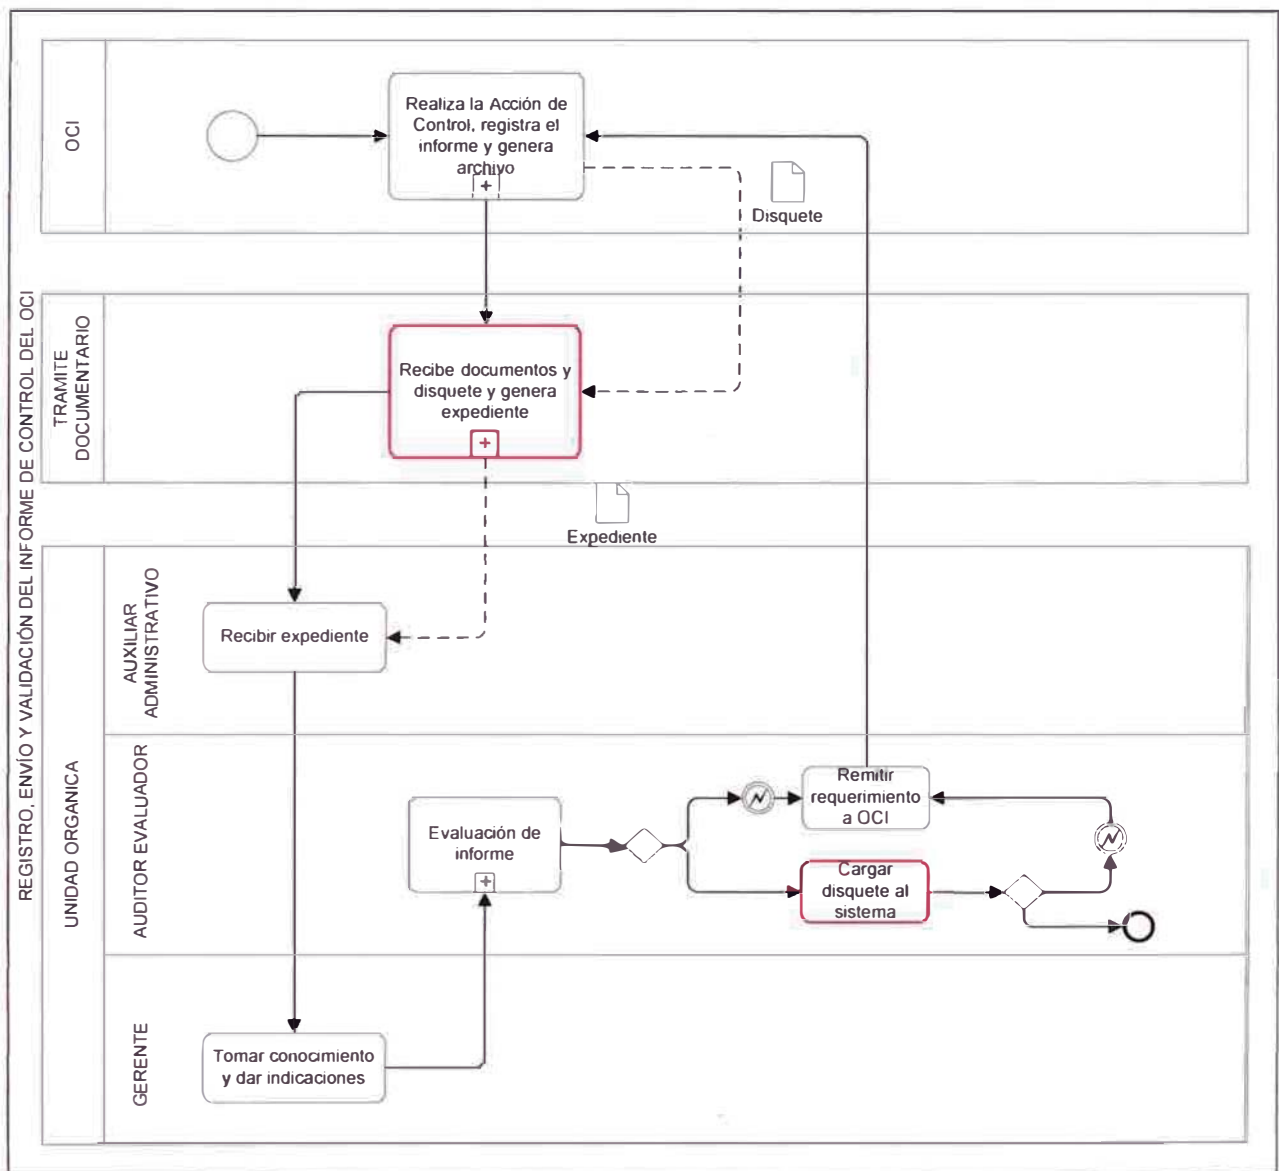 REGISTRO, ENVÍO Y VALIDACIÓN DEL INFORME DE CONTROL DEL OCI
OCI
Realiza la Acción de
Control, registra el
informe y genera
archivo
Disquete
TRAMITE
DOCUMENTARIO
Recibe documentos y
disquete y genera
expediente
Expediente
UNIDAD ORGANICA
AUXILIAR
ADMINISTRATIVO
Recibir expediente
AUDITOR EVALUADOR
Evaluación de
informe
Remitir
requerimiento
a OCI
Cargar
disquete al
sistema
GERENTE
Tomar conocimiento
y dar indicaciones